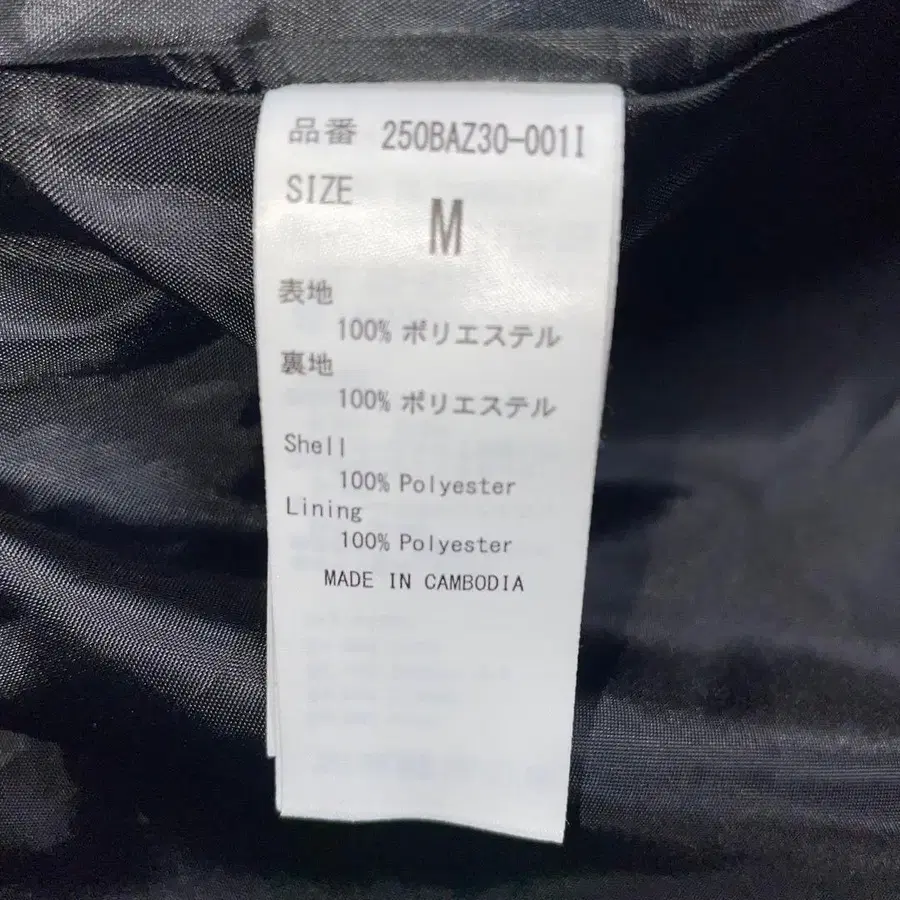 品番 250BAZ30-001I
SIZE
M
表地
100% ポリエステル
裏地
100% ポリエステル
Shell
100% Polyester
Lining
100% Polyester
MADE IN CAMBODIA